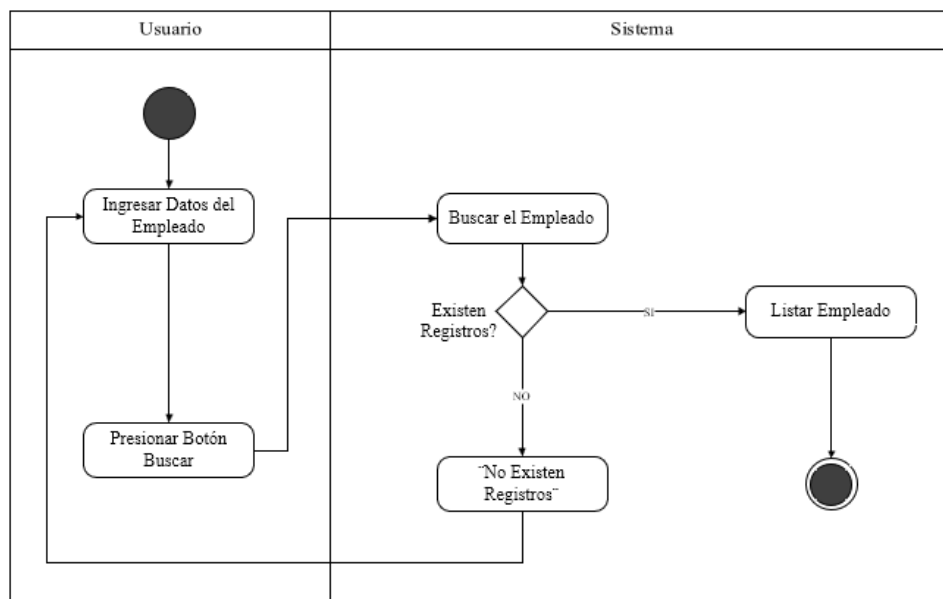 Usuario
Sistema
Ingresar Datos del
Empleado
Buscar el Empleado
Existen
Registros?
SI
Listar Empleado
NO
Presionar Botón
Buscar
¨No Existen
Registros¨